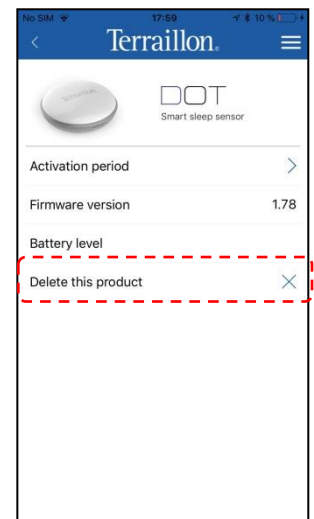 No SIM 17:59 10 %
Terraillon®
DOT
Smart sleep sensor
Activation period
Firmware version 1.78
Battery level
Delete this product